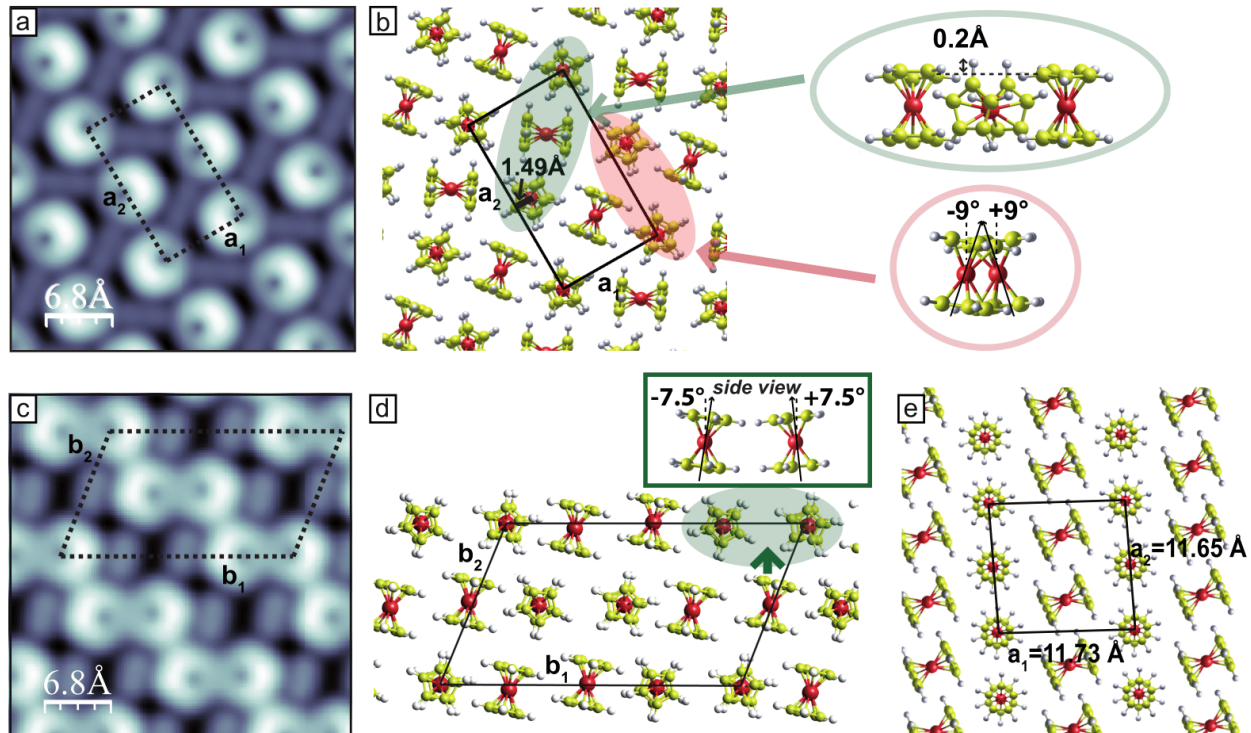 a
a₂
a₁
6.8Å
b
1.49Å
a₂
a₁
0.2Å
-9° +9°
c
b₂
b₁
6.8Å
d
-7.5° side view +7.5°
b₂
b₁
e
a₂=11.65 Å
a₁=11.73 Å